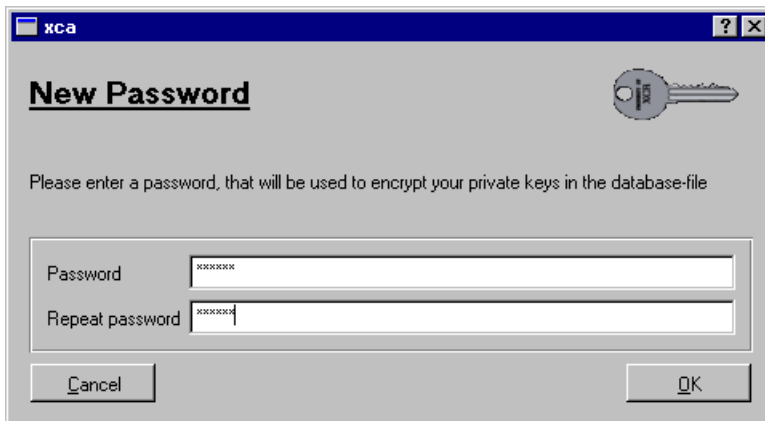 xca
New Password
Please enter a password, that will be used to encrypt your private keys in the database-file
Password ******
Repeat password ******
Cancel OK